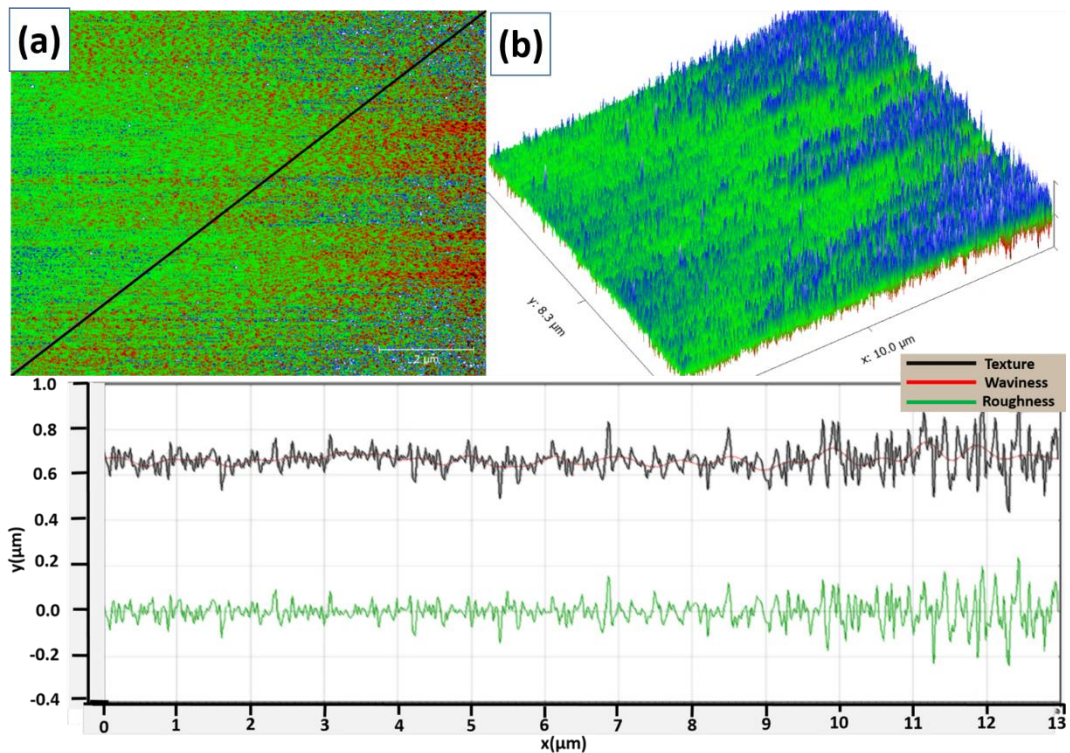 (a)
(b)
2 µm
y: 8.3 µm
x: 10.0 µm
Texture
Waviness
Roughness
1.0
0.8
0.6
0.4
0.2
0.0
-0.2
-0.4
y(µm)
0 1 2 3 4 5 6 7 8 9 10 11 12 13
x(µm)